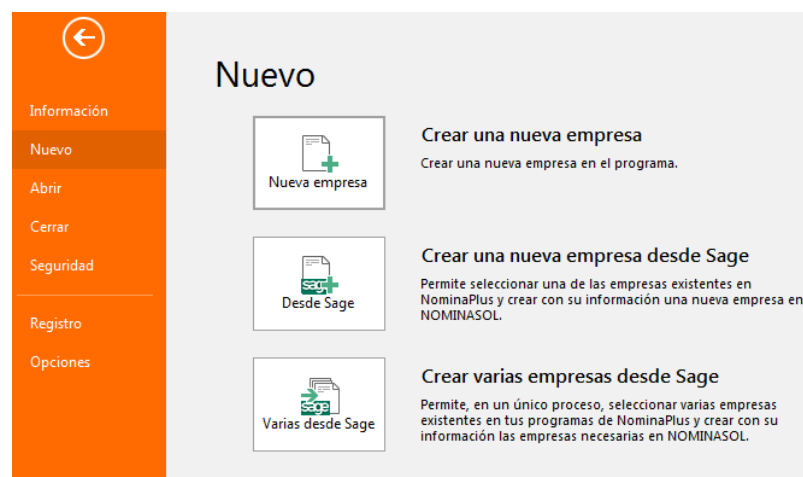 Nuevo
Información
Nuevo
Abrir
Cerrar
Seguridad
Registro
Opciones
Nueva empresa
Crear una nueva empresa
Crear una nueva empresa en el programa.
sage
Desde Sage
Crear una nueva empresa desde Sage
Permite seleccionar una de las empresas existentes en
NominaPlus y crear con su información una nueva empresa en
NOMINASOL.
sage
Varias desde Sage
Crear varias empresas desde Sage
Permite, en un único proceso, seleccionar varias empresas
existentes en tus programas de NominaPlus y crear con su
información las empresas necesarias en NOMINASOL.